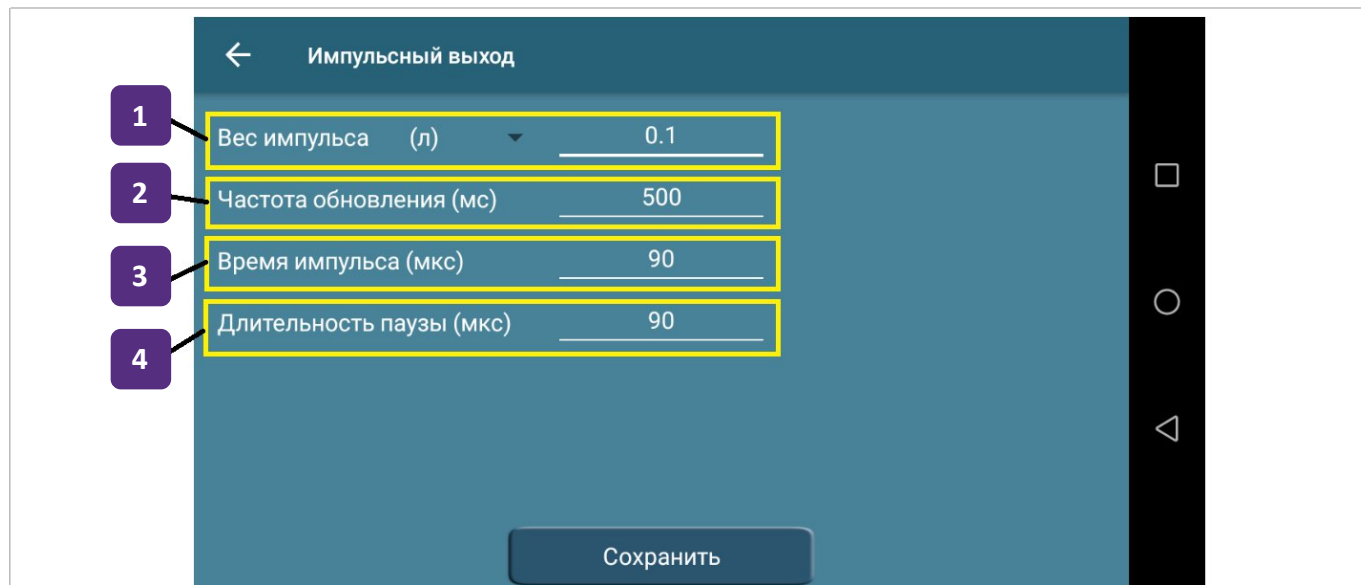 Импульсный выход
1
Вес импульса (л) 0.1
2
Частота обновления (мс) 500
3
Время импульса (мкс) 90
4
Длительность паузы (мкс) 90
Сохранить